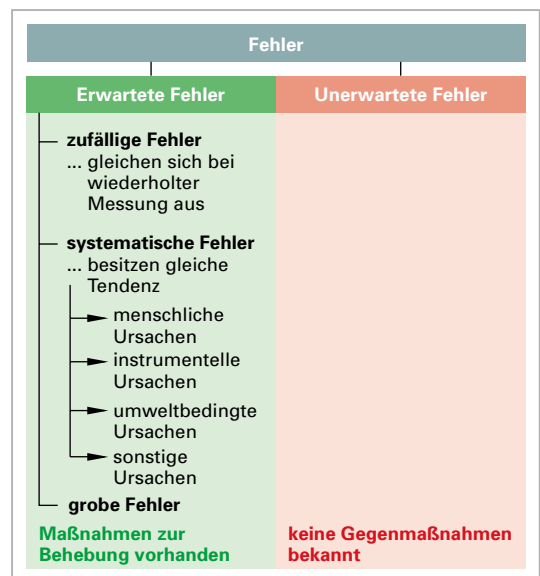 Fehler
Erwartete Fehler
Unerwartete Fehler
zufällige Fehler
... gleichen sich bei
wiederholter
Messung aus
systematische Fehler
... besitzen gleiche
Tendenz
menschliche
Ursachen
instrumentelle
Ursachen
umweltbedingte
Ursachen
sonstige
Ursachen
grobe Fehler
Maßnahmen zur
Behebung vorhanden
keine Gegenmaßnahmen
bekannt